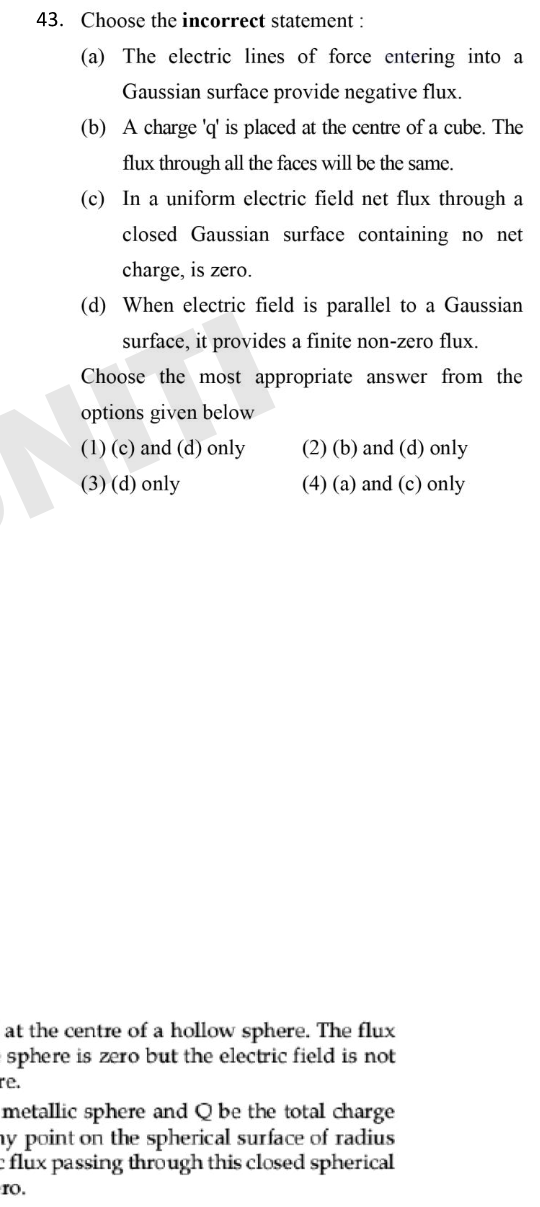 43. Choose the incorrect statement :
(a) The electric lines of force entering into a
Gaussian surface provide negative flux.
(b) A charge 'q' is placed at the centre of a cube. The
flux through all the faces will be the same.
(c) In a uniform electric field net flux through a
closed Gaussian surface containing no net
charge, is zero.
(d) When electric field is parallel to a Gaussian
surface, it provides a finite non-zero flux.
Choose the most appropriate answer from the
options given below
(1) (c) and (d) only (2) (b) and (d) only
(3) (d) only (4) (a) and (c) only
NITI
at the centre of a hollow sphere. The flux
sphere is zero but the electric field is not
re.
metallic sphere and Q be the total charge
ny point on the spherical surface of radius
c flux passing through this closed spherical
ro.